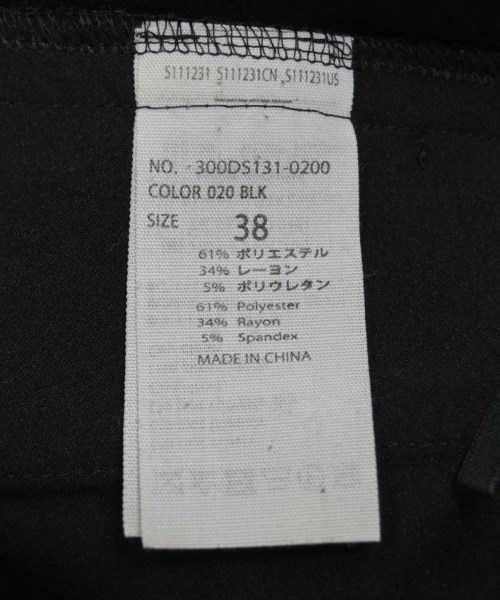 S111231 S111231CN S111231US
NO. 300DS131-0200
COLOR 020 BLK
SIZE 38
61% ポリエステル
34% レーヨン
5% ポリウレタン
61% Polyester
34% Rayon
5% Spandex
MADE IN CHINA